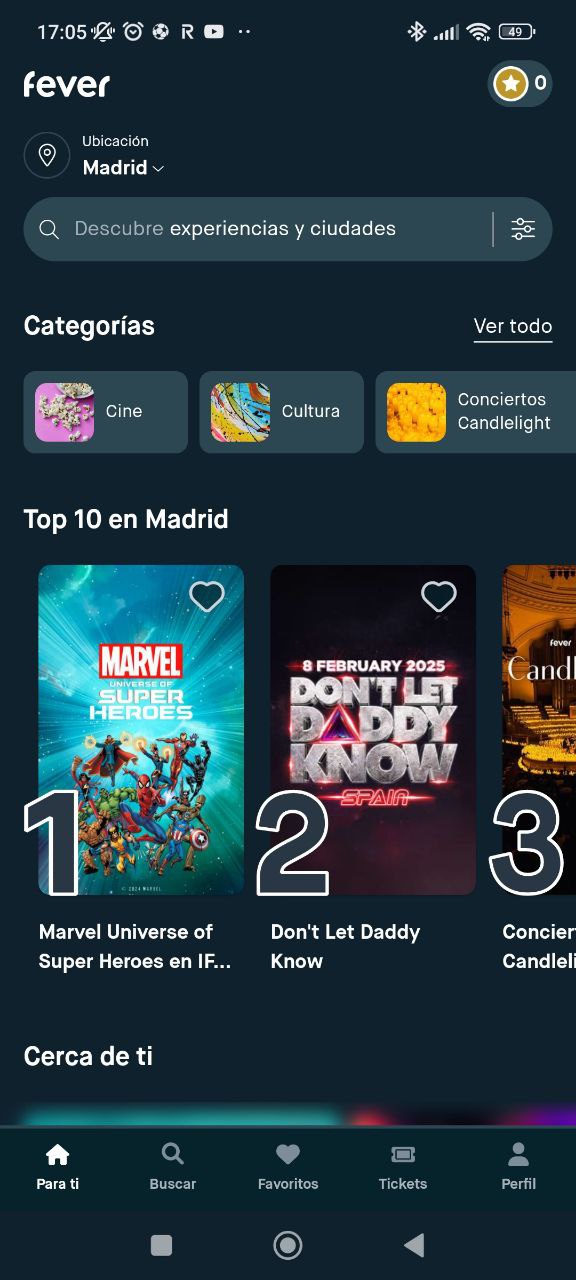 17:05
49
fever
0
Ubicación
Madrid
Descubre experiencias y ciudades
Categorías
Ver todo
Cine
Cultura
Conciertos
Candlelight
Top 10 en Madrid
MARVEL
UNIVERSE OF
SUPER
HEROES
© 2024 MARVEL
1
8 FEBRUARY 2025
DON'T LET
DADDY
KNOW
SPAIN
2
fever
Candl
3
Marvel Universe of
Super Heroes en IF...
Don't Let Daddy
Know
Concier
Candleli
Cerca de ti
Para ti
Buscar
Favoritos
Tickets
Perfil